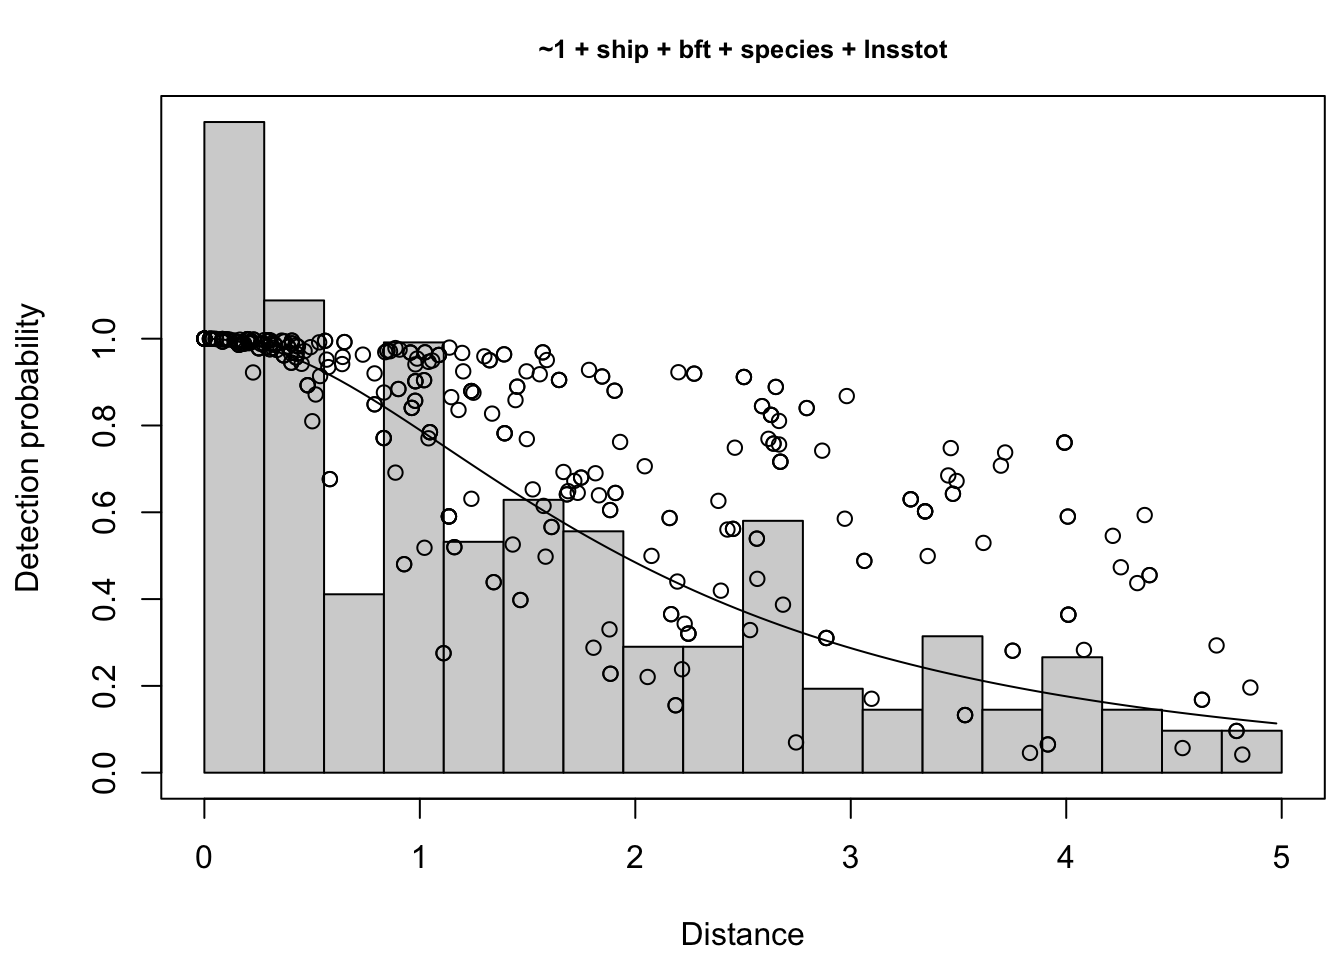 ~1 + ship + bft + species + lnsstot
Detection probability
1.0
0.8
0.6
0.4
0.2
0.0
0 1 2 3 4 5
Distance